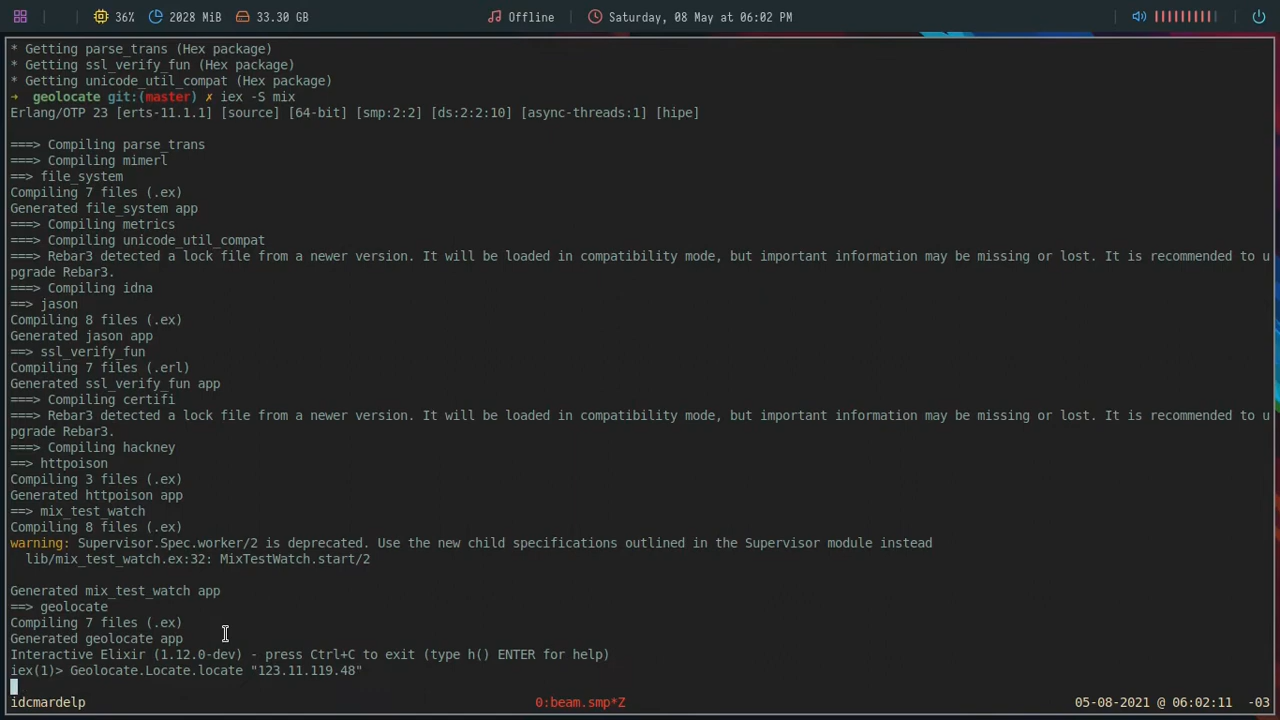 36% 2028 MiB 33.30 GB Offline Saturday, 08 May at 06:02 PM
* Getting parse_trans (Hex package)
* Getting ssl_verify_fun (Hex package)
* Getting unicode_util_compat (Hex package)
→ geolocate git:(master) ✗ iex -S mix
Erlang/OTP 23 [erts-11.1.1] [source] [64-bit] [smp:2:2] [ds:2:2:10] [async-threads:1] [hipe]
===> Compiling parse_trans
===> Compiling mimerl
==> file_system
Compiling 7 files (.ex)
Generated file_system app
===> Compiling metrics
===> Compiling unicode_util_compat
===> Rebar3 detected a lock file from a newer version. It will be loaded in compatibility mode, but important information may be missing or lost. It is recommended to u
pgrade Rebar3.
===> Compiling idna
==> jason
Compiling 8 files (.ex)
Generated jason app
==> ssl_verify_fun
Compiling 7 files (.erl)
Generated ssl_verify_fun app
===> Compiling certifi
===> Rebar3 detected a lock file from a newer version. It will be loaded in compatibility mode, but important information may be missing or lost. It is recommended to u
pgrade Rebar3.
===> Compiling hackney
==> httpoison
Compiling 3 files (.ex)
Generated httpoison app
==> mix_test_watch
Compiling 8 files (.ex)
warning: Supervisor.Spec.worker/2 is deprecated. Use the new child specifications outlined in the Supervisor module instead
lib/mix_test_watch.ex:32: MixTestWatch.start/2
Generated mix_test_watch app
==> geolocate
Compiling 7 files (.ex)
Generated geolocate app
Interactive Elixir (1.12.0-dev) - press Ctrl+C to exit (type h() ENTER for help)
iex(1)> Geolocate.Locate.locate "123.11.119.48"
idcmardelp 0:beam.smp*Z 05-08-2021 @ 06:02:11 -03